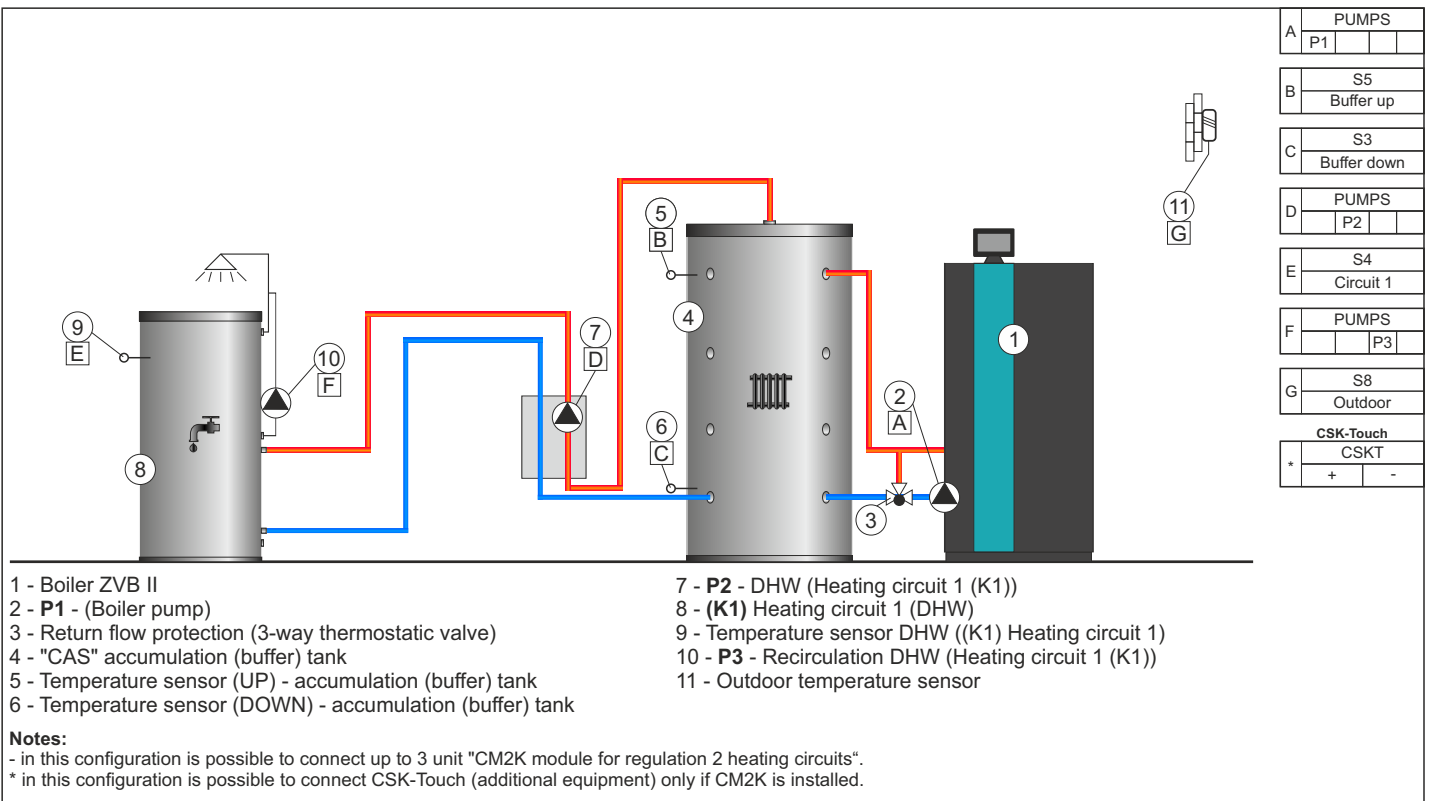 A
PUMPS
P1
B
S5
Buffer up
C
S3
Buffer down
D
PUMPS
P2
E
S4
Circuit 1
F
PUMPS
P3
G
S8
Outdoor
CSK-Touch
*
CSKT
+ -
11
G
5
B
4
9
E
10
F
7
D
1
2
A
6
C
8
3
1 - Boiler ZVB II
2 - P1 - (Boiler pump)
3 - Return flow protection (3-way thermostatic valve)
4 - "CAS" accumulation (buffer) tank
5 - Temperature sensor (UP) - accumulation (buffer) tank
6 - Temperature sensor (DOWN) - accumulation (buffer) tank
7 - P2 - DHW (Heating circuit 1 (K1))
8 - (K1) Heating circuit 1 (DHW)
9 - Temperature sensor DHW ((K1) Heating circuit 1)
10 - P3 - Recirculation DHW (Heating circuit 1 (K1))
11 - Outdoor temperature sensor
Notes:
- in this configuration is possible to connect up to 3 unit "CM2K module for regulation 2 heating circuits“.
* in this configuration is possible to connect CSK-Touch (additional equipment) only if CM2K is installed.